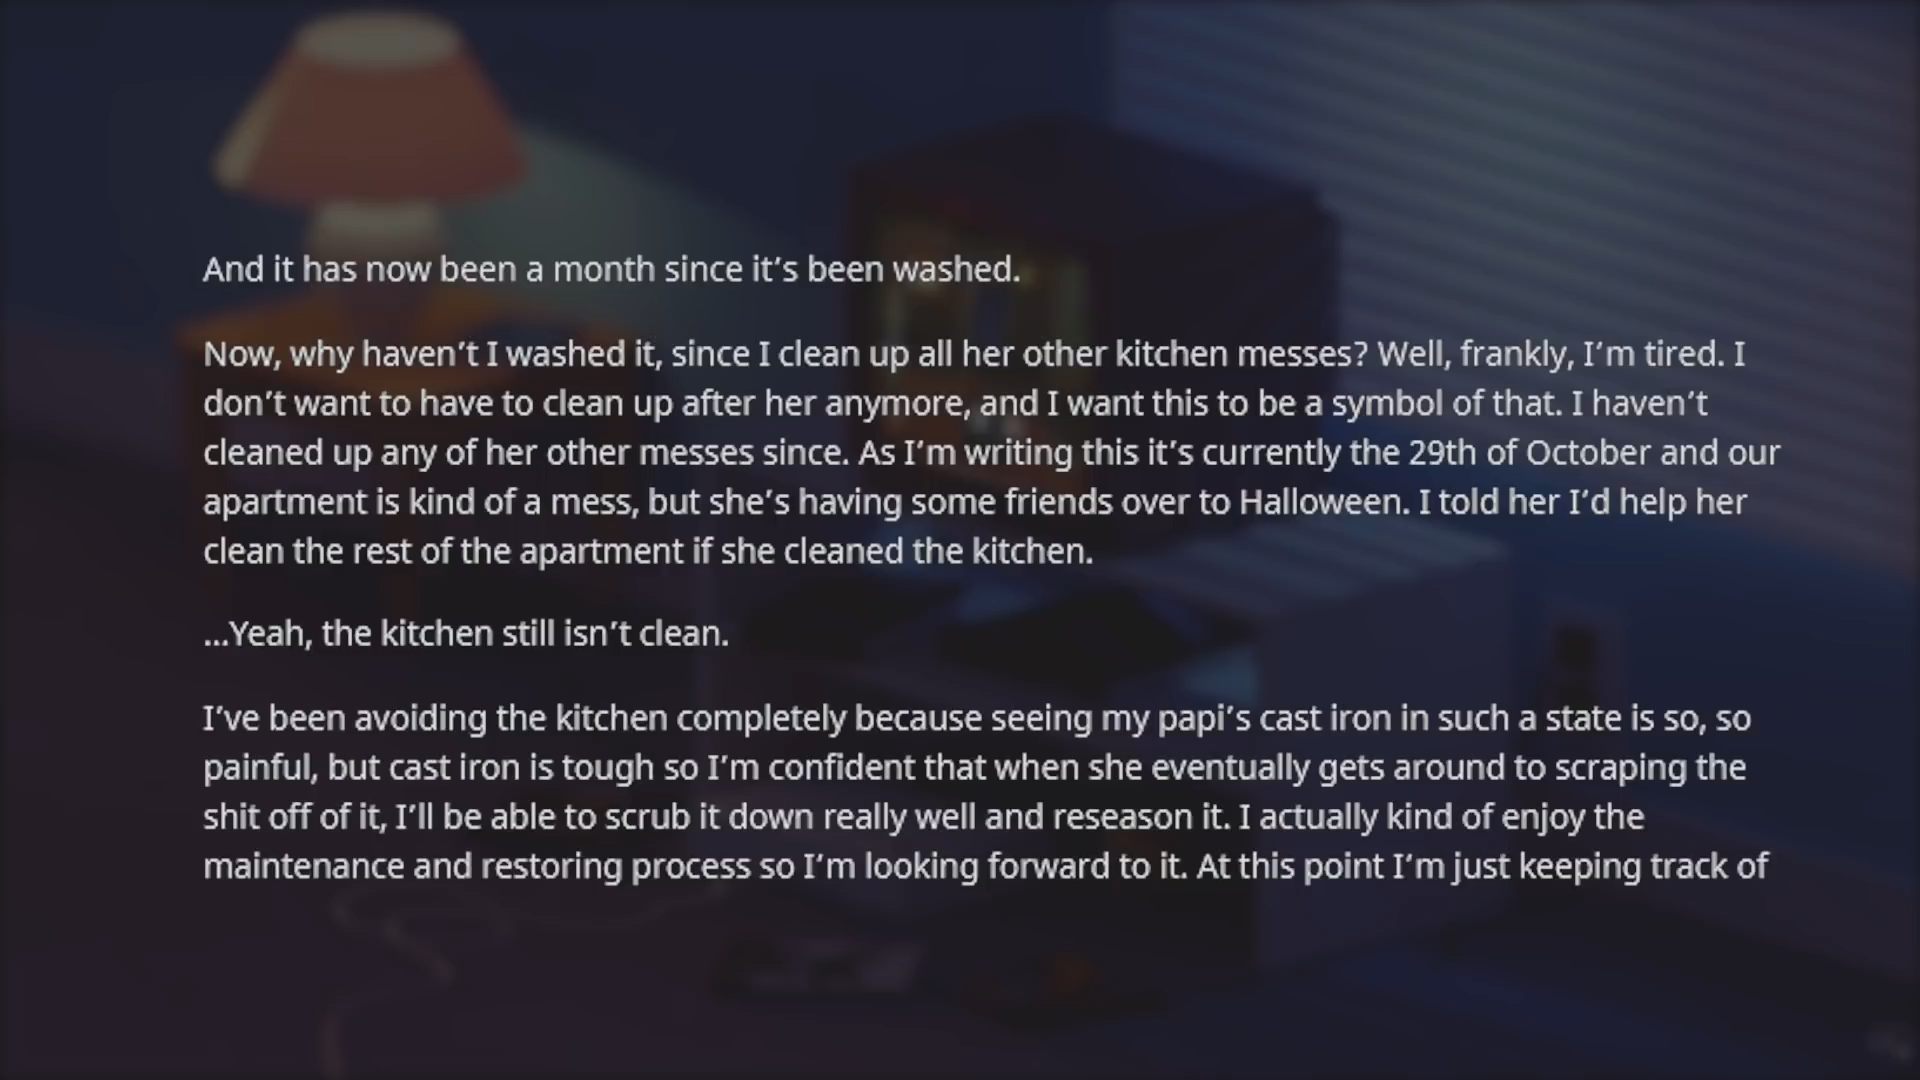 And it has now been a month since it’s been washed.
Now, why haven’t I washed it, since I clean up all her other kitchen messes? Well, frankly, I’m tired. I
don’t want to have to clean up after her anymore, and I want this to be a symbol of that. I haven’t
cleaned up any of her other messes since. As I’m writing this it’s currently the 29th of October and our
apartment is kind of a mess, but she’s having some friends over to Halloween. I told her I’d help her
clean the rest of the apartment if she cleaned the kitchen.
...Yeah, the kitchen still isn’t clean.
I’ve been avoiding the kitchen completely because seeing my papi’s cast iron in such a state is so, so
painful, but cast iron is tough so I’m confident that when she eventually gets around to scraping the
shit off of it, I’ll be able to scrub it down really well and reseason it. I actually kind of enjoy the
maintenance and restoring process so I’m looking forward to it. At this point I’m just keeping track of